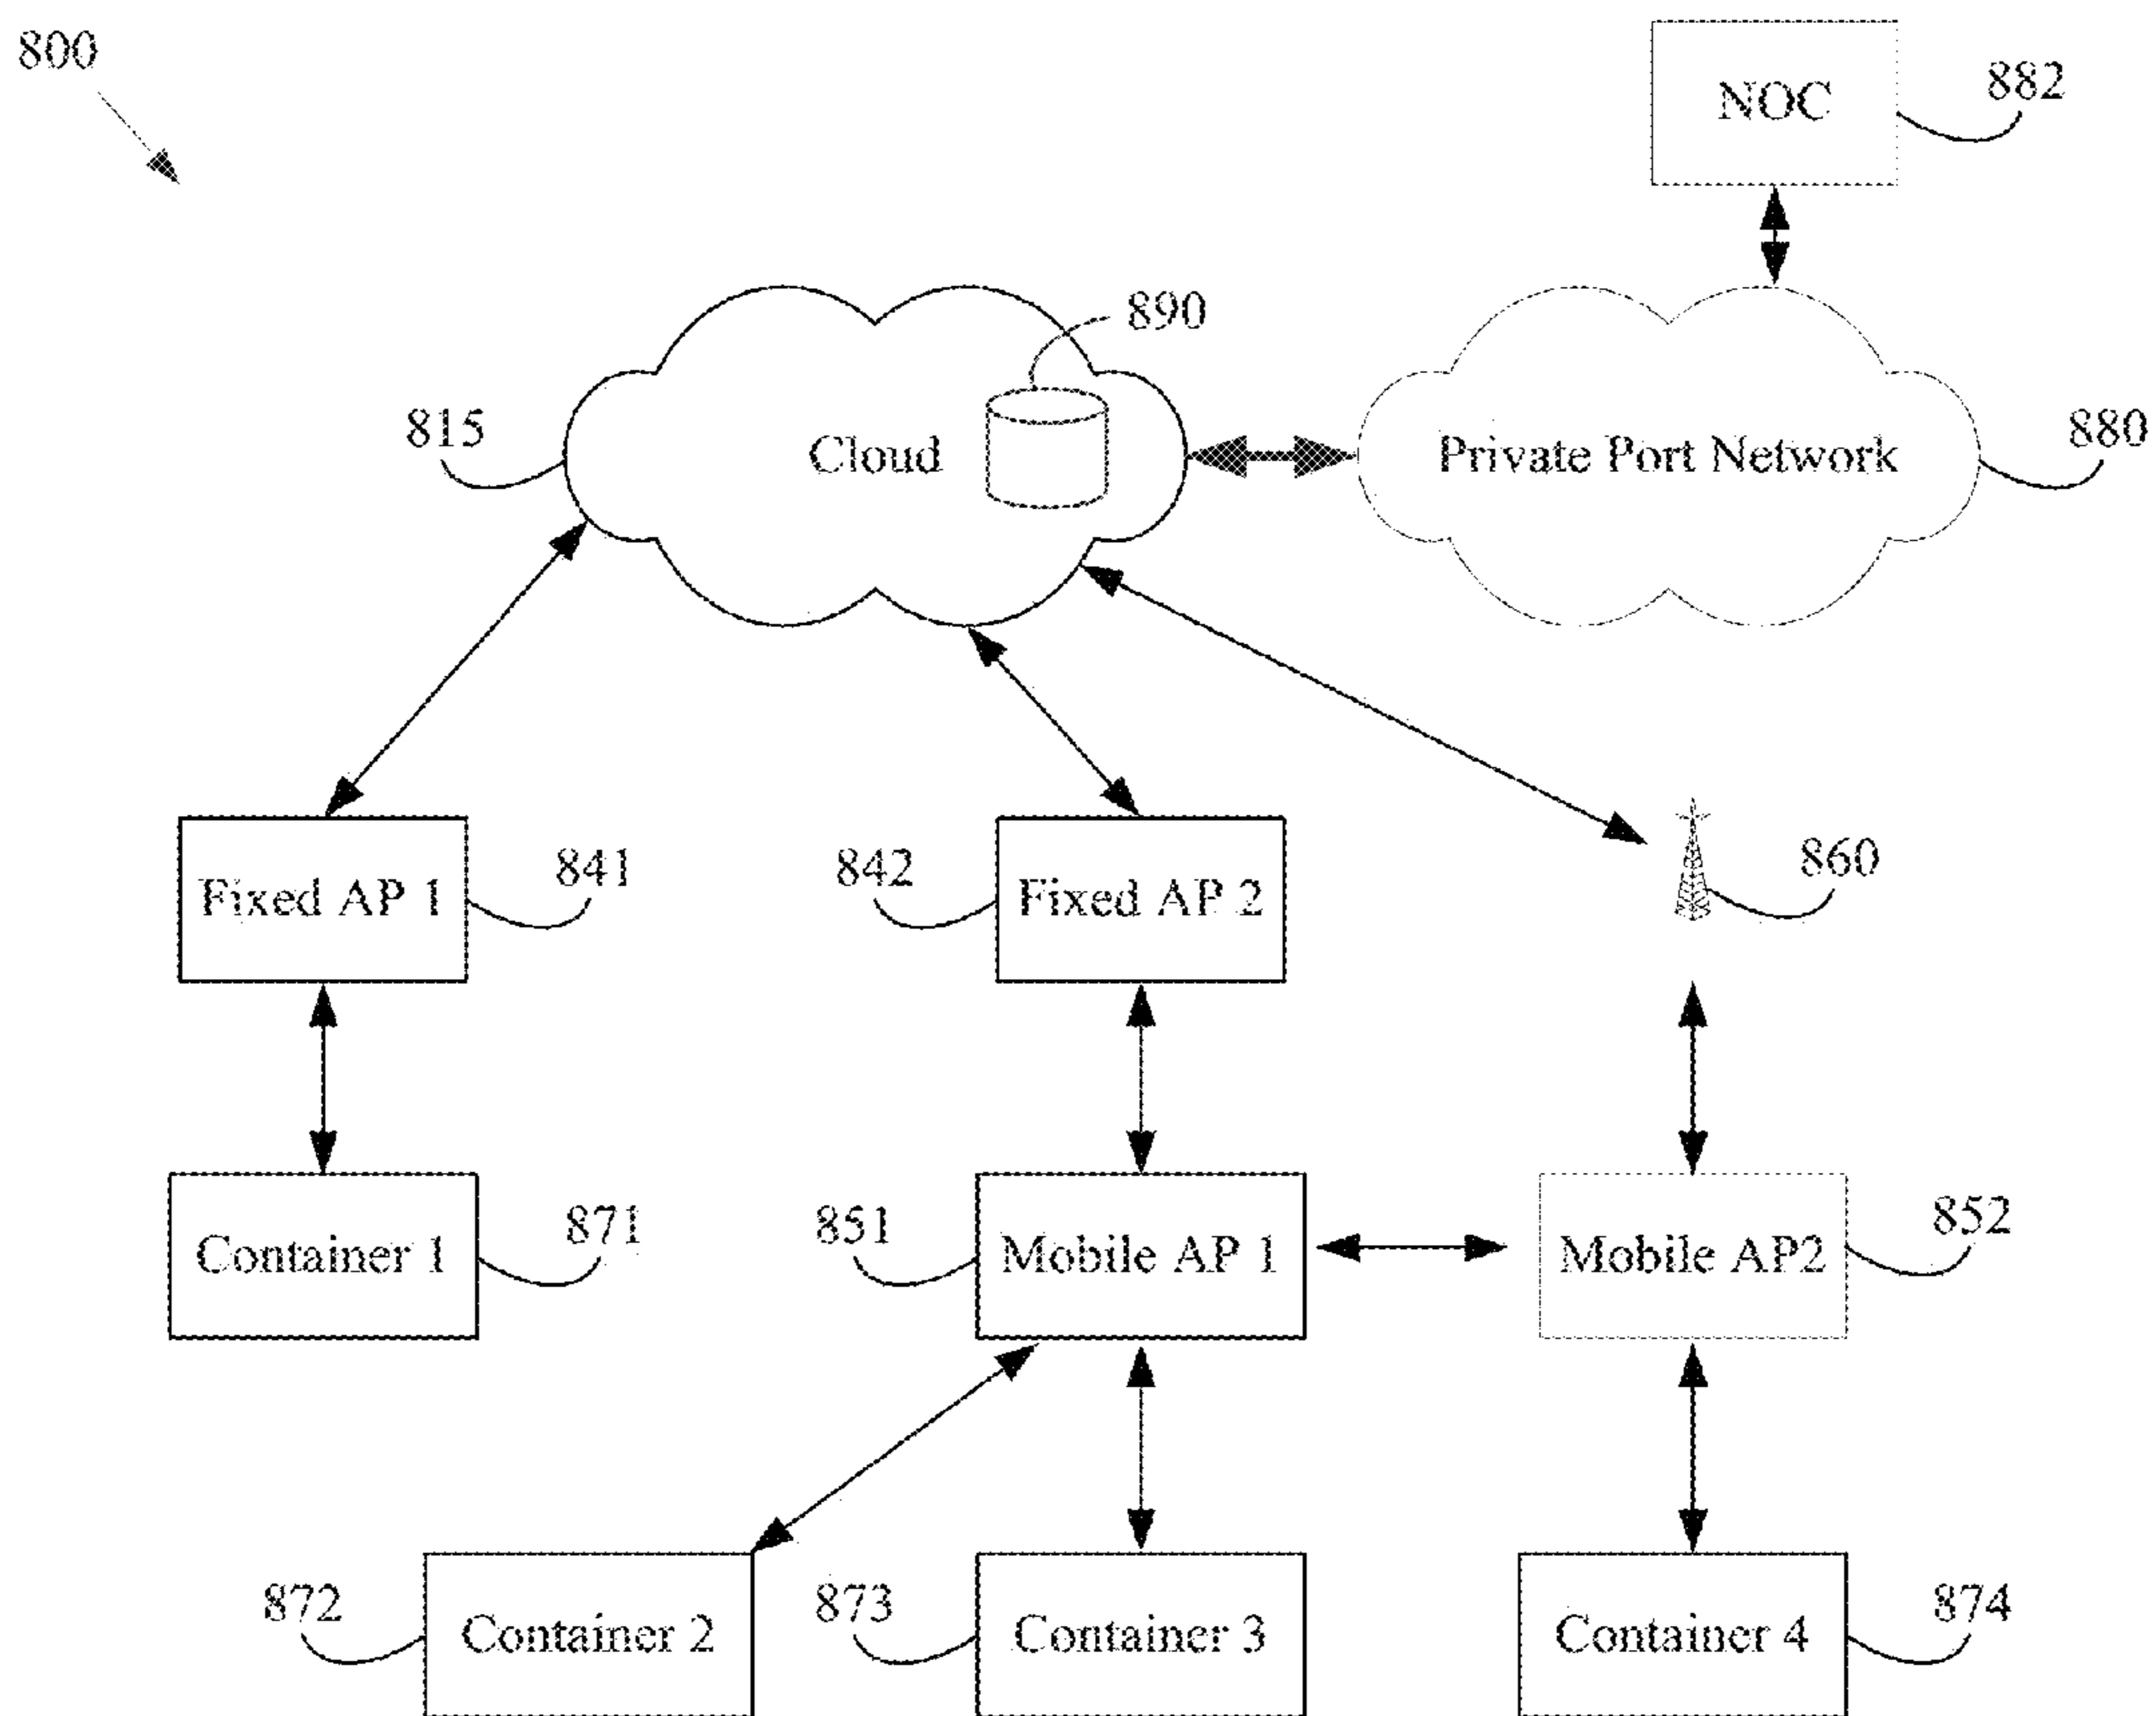 800
NOC
882
890
815
Cloud
Private Port Network
880
Fixed AP 1
841
842
Fixed AP 2
860
Container 1
871
851
Mobile AP 1
Mobile AP2
852
872
Container 2
873
Container 3
Container 4
874